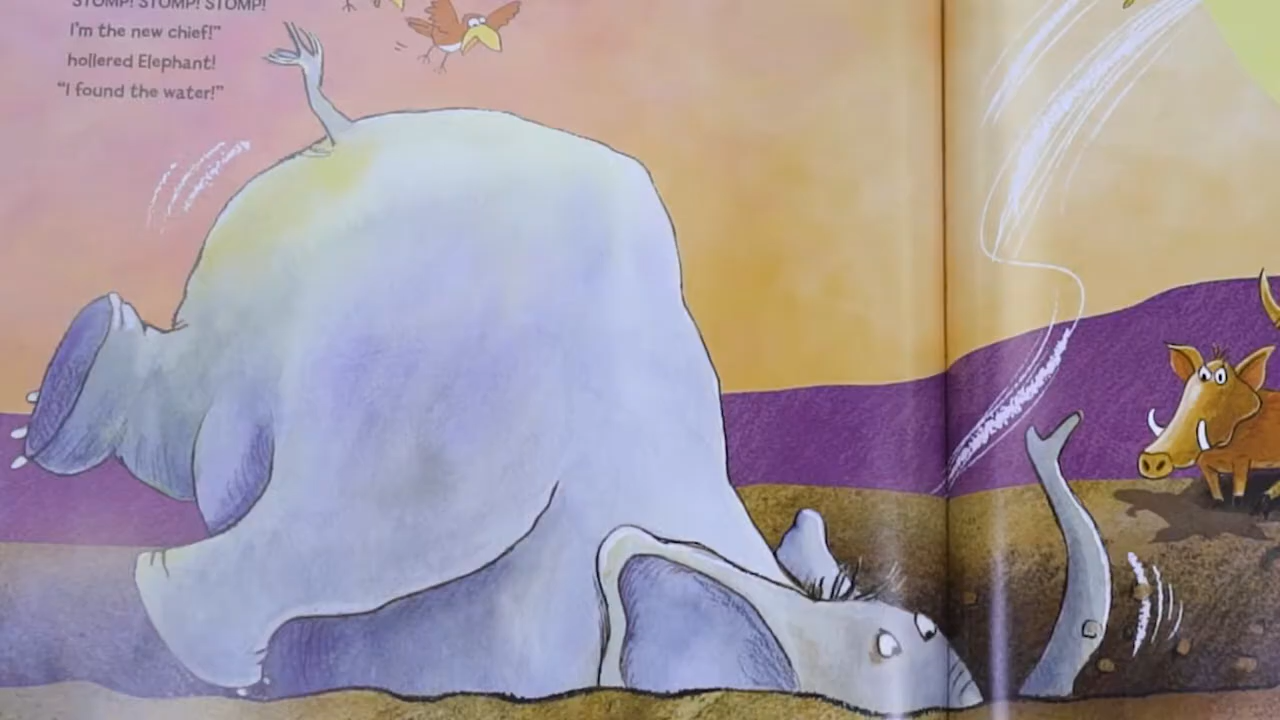 STOMP! STOMP! STOMP!
I'm the new chief!"
hollered Elephant!
"I found the water!"